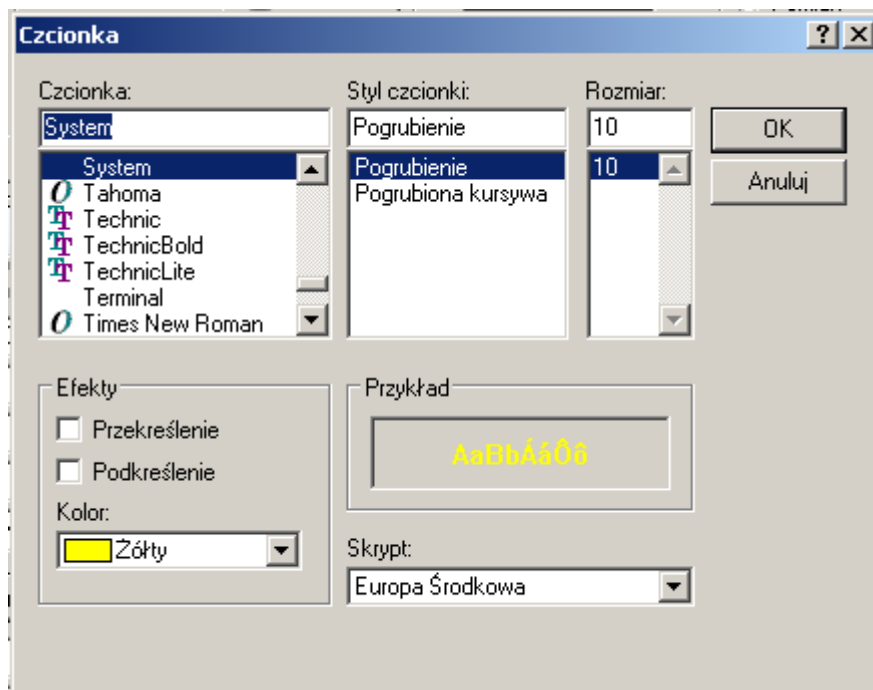 Czcionka
Czcionka:
System
System
Tahoma
Technic
TechnicBold
TechnicLite
Terminal
Times New Roman
Styl czcionki:
Pogrubienie
Pogrubienie
Pogrubiona kursywa
Rozmiar:
10
10
OK
Anuluj
Efekty
Przekreślenie
Podkreślenie
Kolor:
Żółty
Przykład
AaBbÁáÔô
Skrypt:
Europa Środkowa